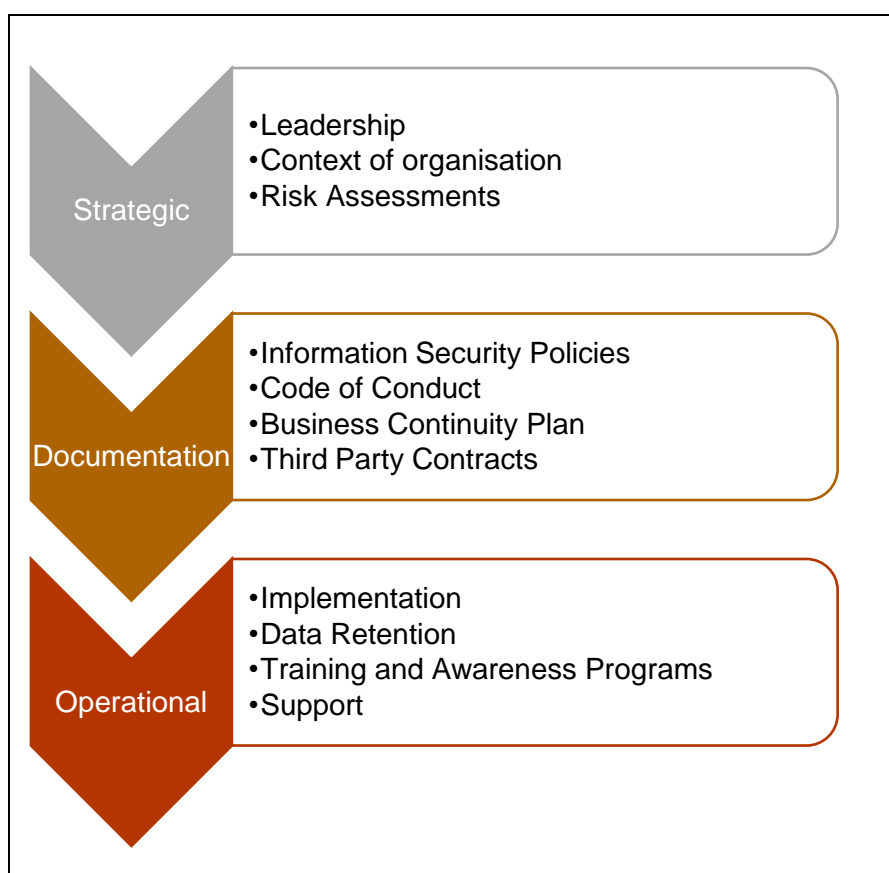 Strategic
•Leadership
•Context of organisation
•Risk Assessments
Documentation
•Information Security Policies
•Code of Conduct
•Business Continuity Plan
•Third Party Contracts
Operational
•Implementation
•Data Retention
•Training and Awareness Programs
•Support